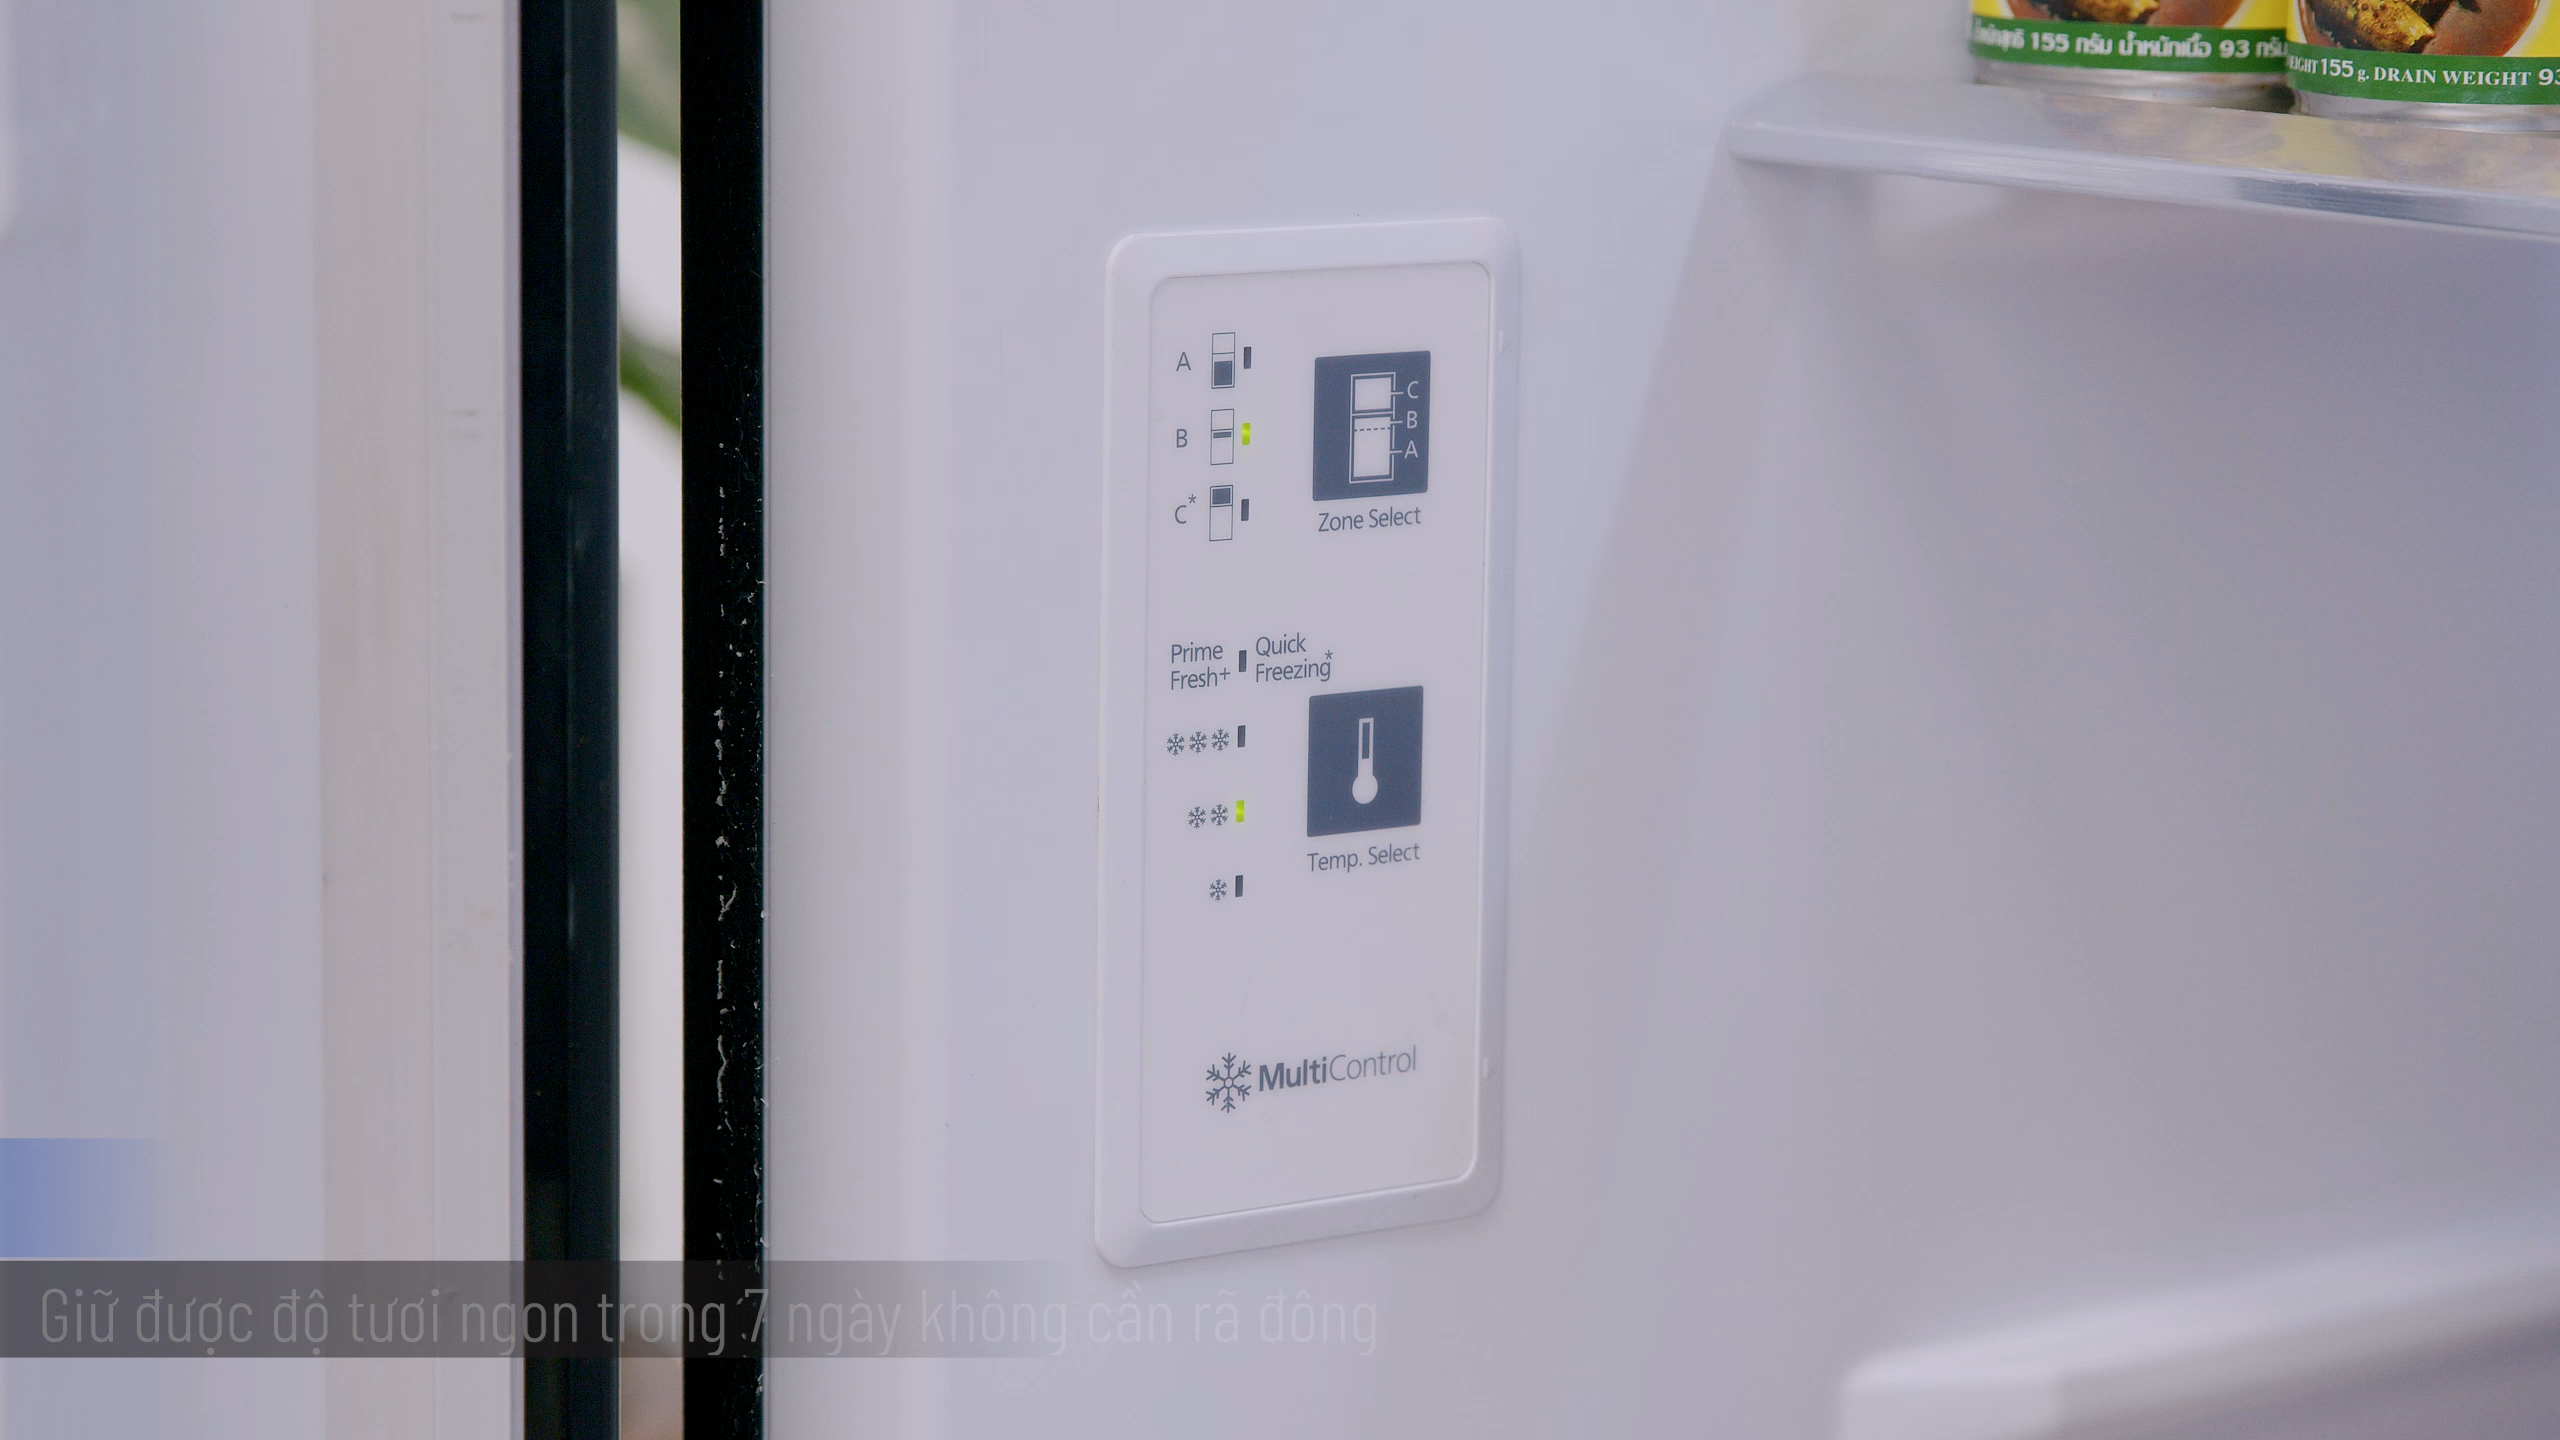 155 กรัม น้ำหนักเนื้อ 93 กรัม
155 g. DRAIN WEIGHT 93
A
B
C*
C
B
A
Zone Select
Prime Fresh+
Quick Freezing*
Temp. Select
MultiControl
Giữ được độ tươi ngon trong 7 ngày không cần rã đông